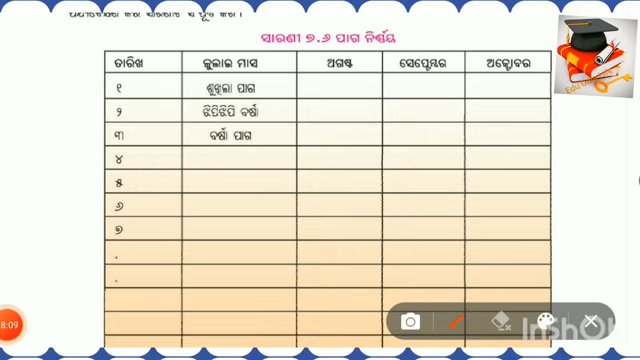 ସାରଣୀ ୭.୬ ପାଗ ନିର୍ଣ୍ଣୟ
ତାରିଖ ଜୁଲାଇ ମାସ ଅଗଷ୍ଟ ସେପ୍ଟେମ୍ବର ଅକ୍ଟୋବର
୧ ଶୁଖିଲା ପାଗ
୨ ଝିପିଝିପି ବର୍ଷା
୩ ବର୍ଷା ପାଗ
୪
୫
୬
୭
.
.
8:09